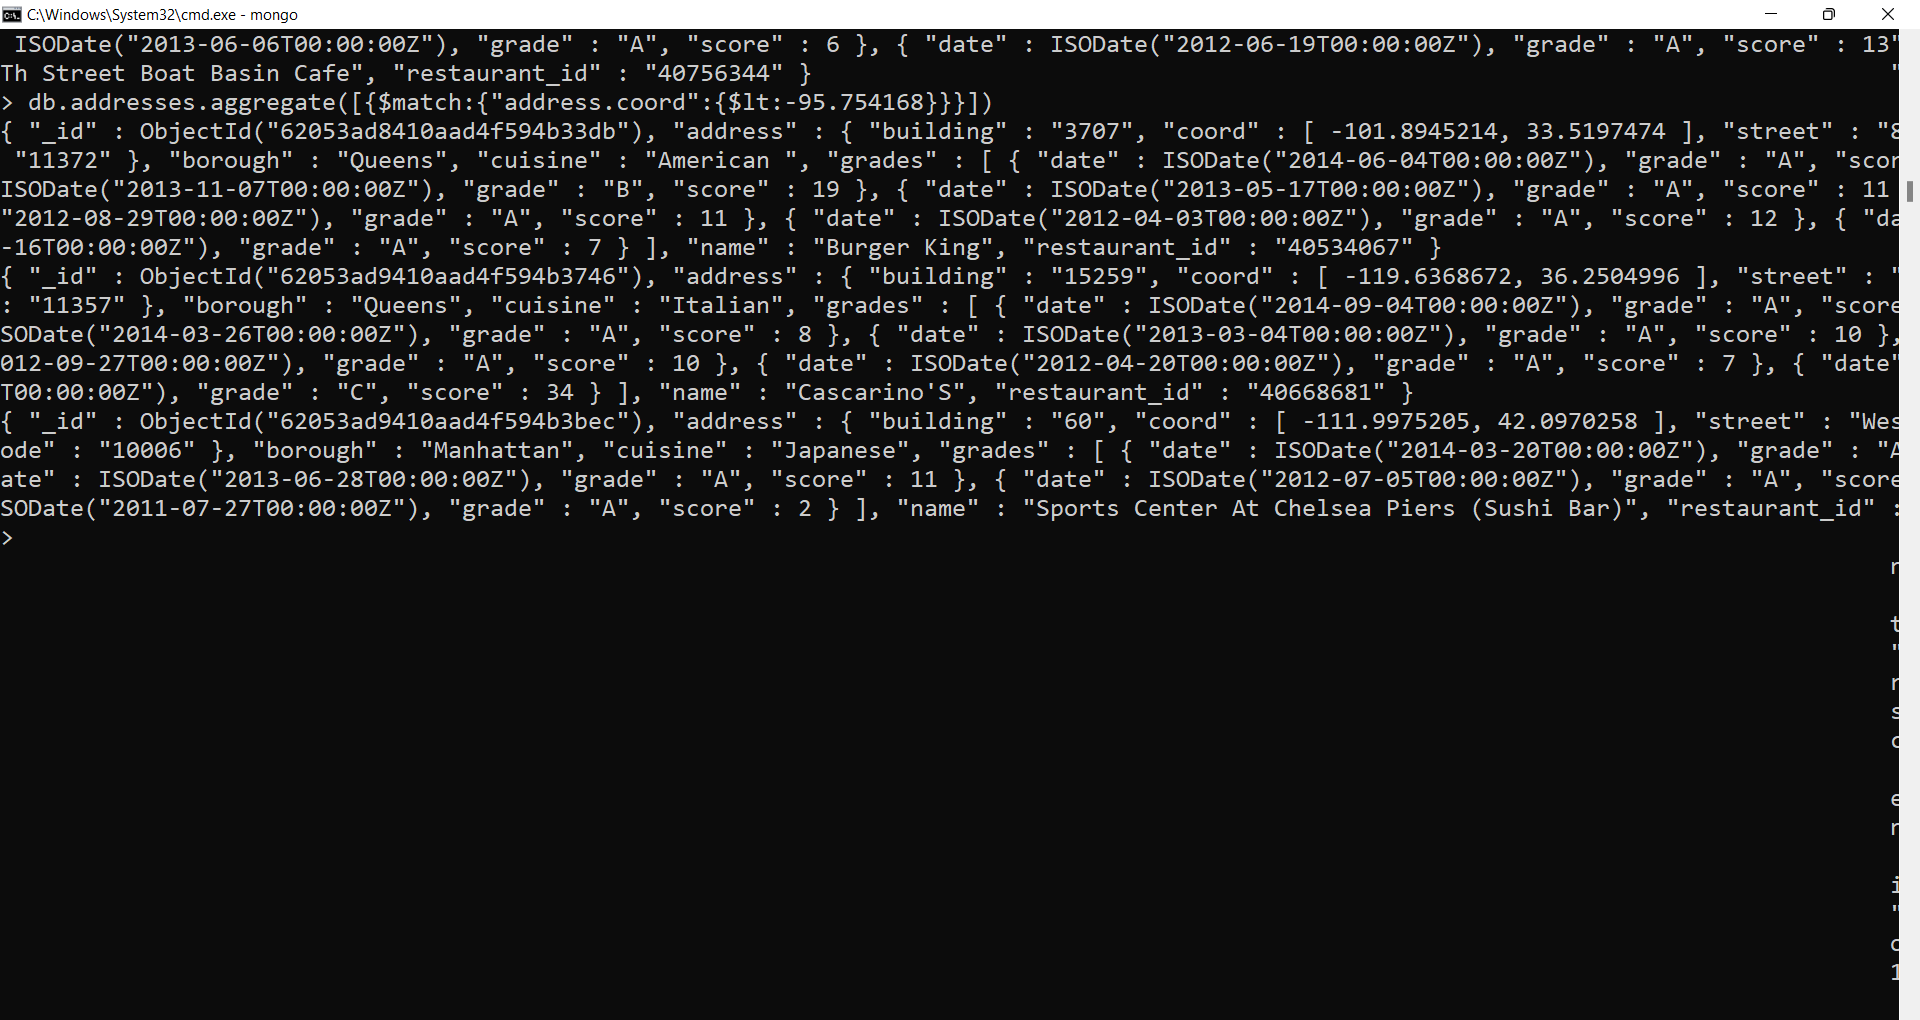 C:\Windows\System32\cmd.exe - mongo
 ISODate("2013-06-06T00:00:00Z"), "grade" : "A", "score" : 6 }, { "date" : ISODate("2012-06-19T00:00:00Z"), "grade" : "A", "score" : 13
Th Street Boat Basin Cafe", "restaurant_id" : "40756344" }
> db.addresses.aggregate([{$match:{"address.coord":{$lt:-95.754168}}}])
{ "_id" : ObjectId("62053ad8410aad4f594b33db"), "address" : { "building" : "3707", "coord" : [ -101.8945214, 33.5197474 ], "street" : "8
 "11372" }, "borough" : "Queens", "cuisine" : "American ", "grades" : [ { "date" : ISODate("2014-06-04T00:00:00Z"), "grade" : "A", "scor
ISODate("2013-11-07T00:00:00Z"), "grade" : "B", "score" : 19 }, { "date" : ISODate("2013-05-17T00:00:00Z"), "grade" : "A", "score" : 11
"2012-08-29T00:00:00Z"), "grade" : "A", "score" : 11 }, { "date" : ISODate("2012-04-03T00:00:00Z"), "grade" : "A", "score" : 12 }, { "da
-16T00:00:00Z"), "grade" : "A", "score" : 7 } ], "name" : "Burger King", "restaurant_id" : "40534067" }
{ "_id" : ObjectId("62053ad9410aad4f594b3746"), "address" : { "building" : "15259", "coord" : [ -119.6368672, 36.2504996 ], "street" : "
: "11357" }, "borough" : "Queens", "cuisine" : "Italian", "grades" : [ { "date" : ISODate("2014-09-04T00:00:00Z"), "grade" : "A", "score
SODate("2014-03-26T00:00:00Z"), "grade" : "A", "score" : 8 }, { "date" : ISODate("2013-03-04T00:00:00Z"), "grade" : "A", "score" : 10 },
012-09-27T00:00:00Z"), "grade" : "A", "score" : 10 }, { "date" : ISODate("2012-04-20T00:00:00Z"), "grade" : "A", "score" : 7 }, { "date"
T00:00:00Z"), "grade" : "C", "score" : 34 } ], "name" : "Cascarino'S", "restaurant_id" : "40668681" }
{ "_id" : ObjectId("62053ad9410aad4f594b3bec"), "address" : { "building" : "60", "coord" : [ -111.9975205, 42.0970258 ], "street" : "Wes
ode" : "10006" }, "borough" : "Manhattan", "cuisine" : "Japanese", "grades" : [ { "date" : ISODate("2014-03-20T00:00:00Z"), "grade" : "A
ate" : ISODate("2013-06-28T00:00:00Z"), "grade" : "A", "score" : 11 }, { "date" : ISODate("2012-07-05T00:00:00Z"), "grade" : "A", "score
SODate("2011-07-27T00:00:00Z"), "grade" : "A", "score" : 2 } ], "name" : "Sports Center At Chelsea Piers (Sushi Bar)", "restaurant_id" :
>